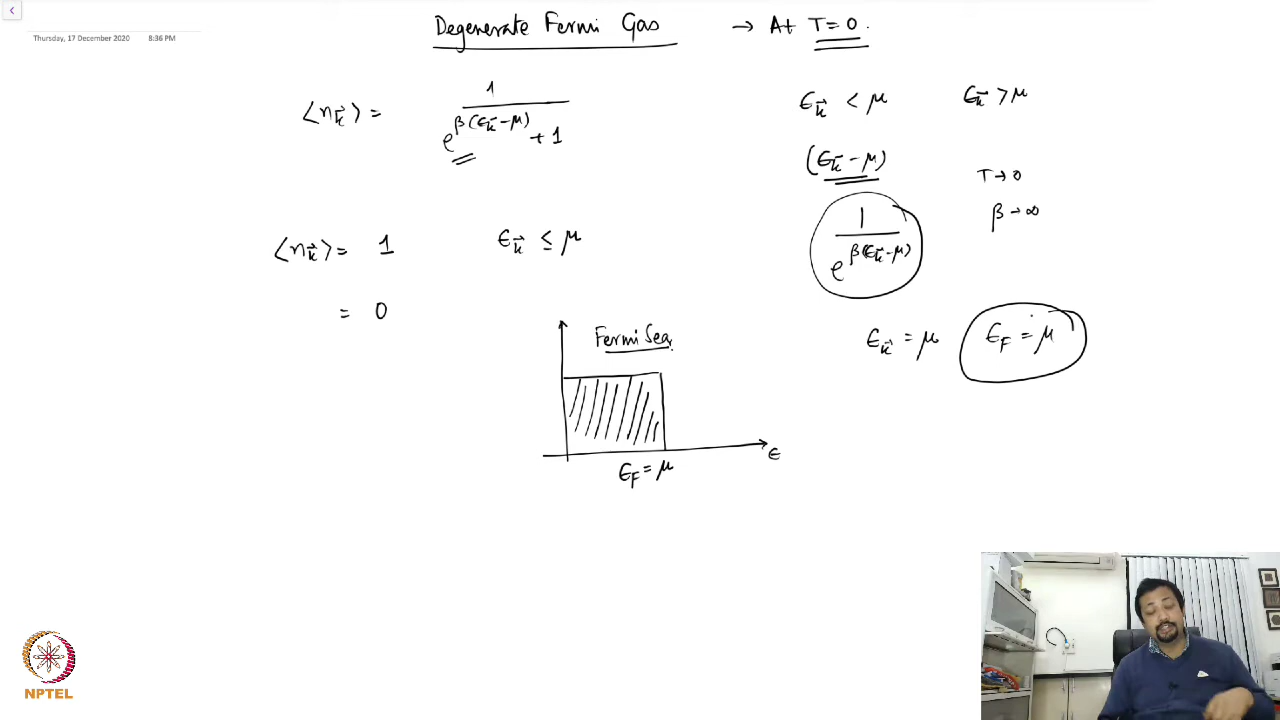 Degenerate Fermi Gas → At T=0.
Thursday, 17 December 2020 8:36 PM
⟨n_k⃗⟩ = 1 / (e^{β(ϵ_k⃗ - μ)} + 1)
ϵ_k⃗ < μ ϵ_k⃗ > μ
(ϵ_k⃗ - μ)
T → 0
β → ∞
1 / e^{β(ϵ_k⃗ - μ)}
⟨n_k⃗⟩ = 1 ϵ_k⃗ ≤ μ
= 0
ϵ_k⃗ = μ ϵ_F = μ
Fermi Sea
ϵ
ϵ_F = μ
NPTEL